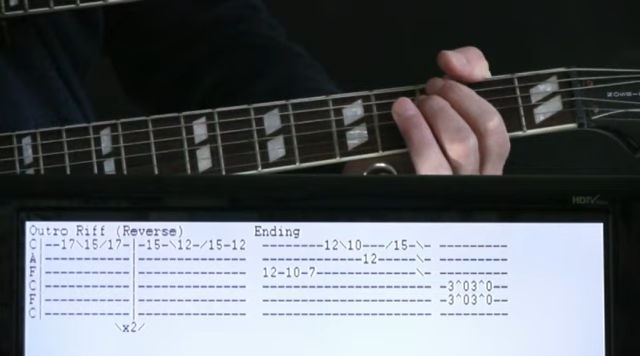 HDTV
Outro Riff (Reverse) Ending
C|--17\15/17-|-15-\12-/15-12 --------12\10---/15-\- ---------
A|-----------|-------------- -------------12-----\- ---------
F|-----------|-------------- 12-10-7-------------\- ---------
C|-----------|-------------- ---------------------- -3^03^0--
F|-----------|-------------- ---------------------- -3^03^0--
C|-----------|-------------- ---------------------- ---------
\x2/